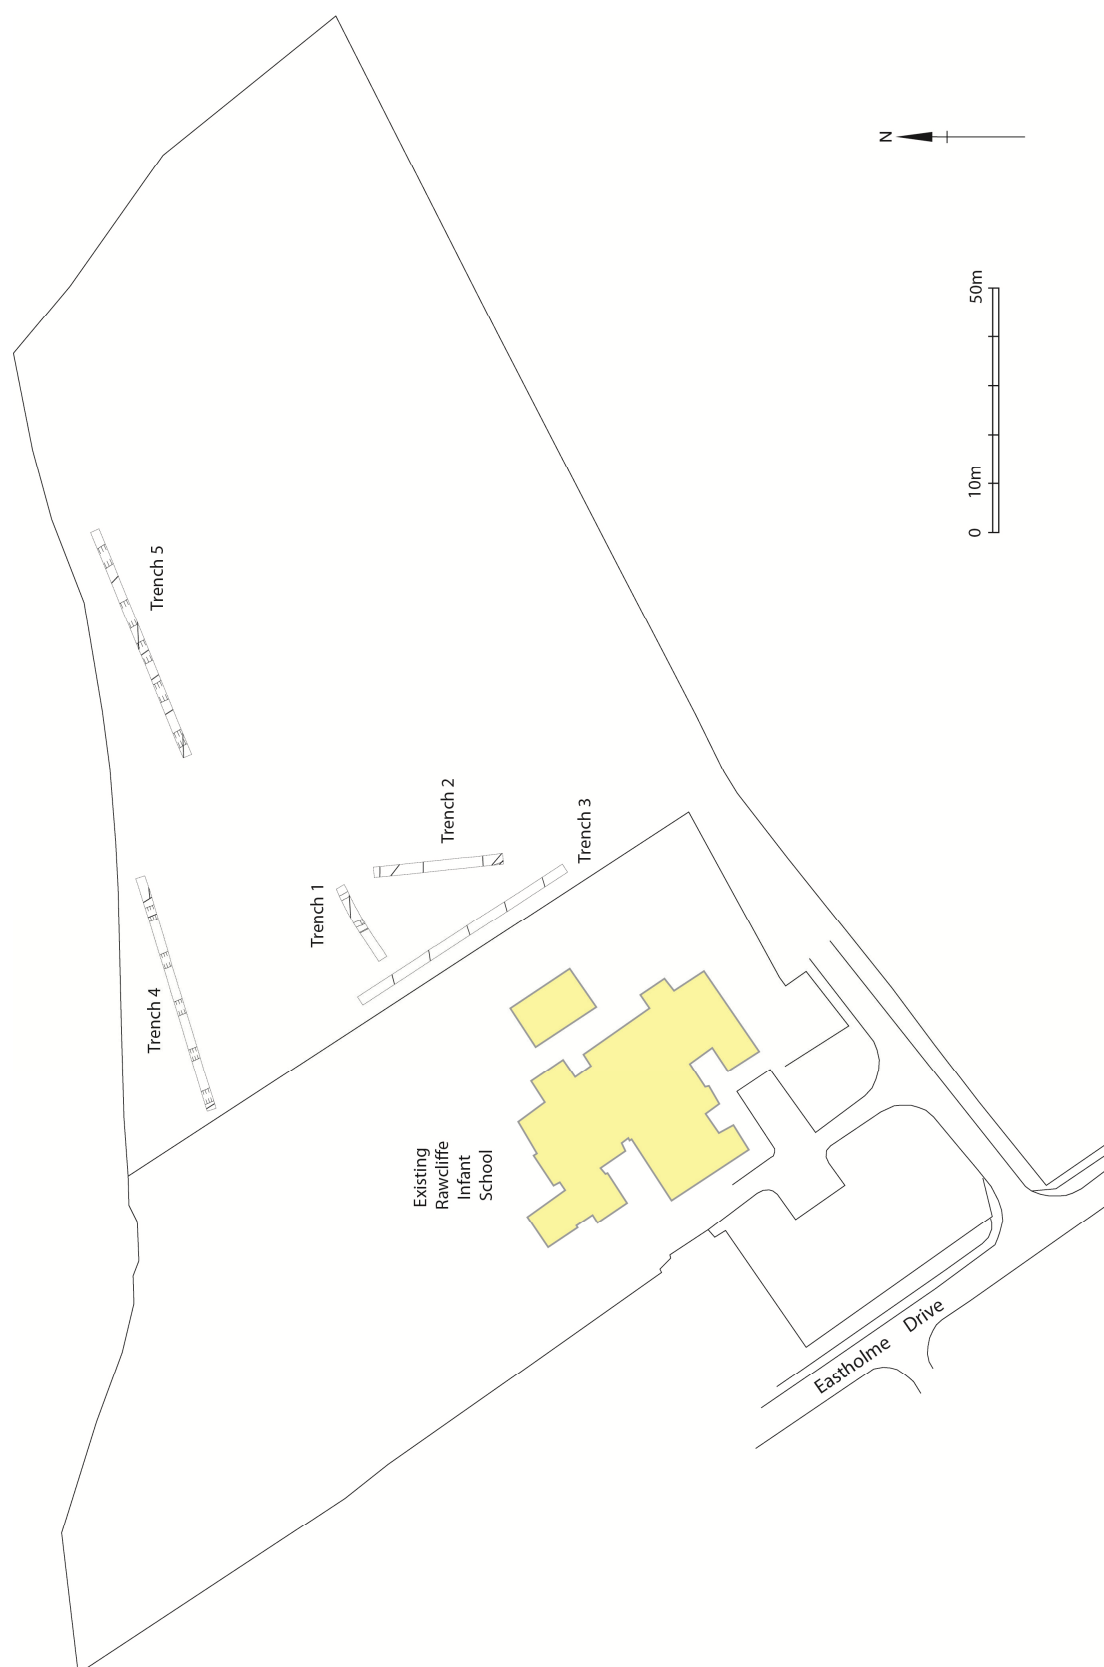 N
50m
10m
0
Trench 5
Trench 2
Trench 3
Trench 1
Trench 4
Existing
Rawcliffe
Infant
School
Eastholme Drive